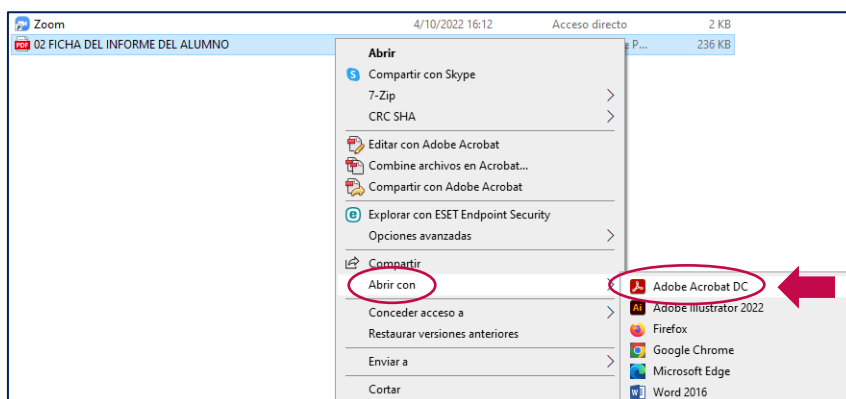 Zoom 4/10/2022 16:12 Acceso directo 2 KB
PDF 02 FICHA DEL INFORME DEL ALUMNO P... 236 KB
Abrir
S Compartir con Skype
7-Zip
CRC SHA
Editar con Adobe Acrobat
Combine archivos en Acrobat...
Compartir con Adobe Acrobat
e Explorar con ESET Endpoint Security
Opciones avanzadas
Compartir
Abrir con
Adobe Acrobat DC
Conceder acceso a
Ai Adobe Illustrator 2022
Restaurar versiones anteriores
Firefox
Google Chrome
Enviar a
Microsoft Edge
Cortar
W Word 2016